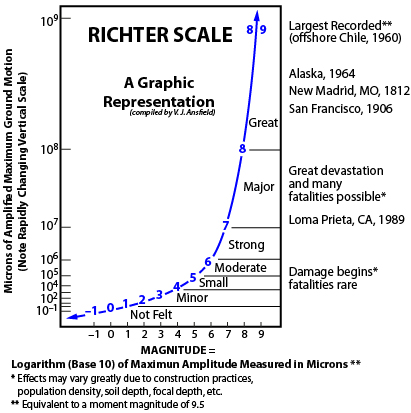 RICHTER SCALE
A Graphic
Representation
(compiled by V. J. Ansfield)
Microns of Amplified Maximum Ground Motion
(Note Rapidly Changing Vertical Scale)
10⁹
10⁸
10⁷
10⁶
10⁵
10⁴
10²
10⁻¹
8 9
8
7
6
5
4
3
2
1
0
−1
Great
Major
Strong
Moderate
Small
Minor
Not Felt
Largest Recorded**
(offshore Chile, 1960)
Alaska, 1964
New Madrid, MO, 1812
San Francisco, 1906
Great devastation
and many
fatalities possible*
Loma Prieta, CA, 1989
Damage begins*
fatalities rare
−1 0 1 2 3 4 5 6 7 8 9
MAGNITUDE =
Logarithm (Base 10) of Maximun Amplitude Measured in Microns **
* Effects may vary greatly due to construction practices,
population density, soil depth, focal depth, etc.
** Equivalent to a moment magnitude of 9.5